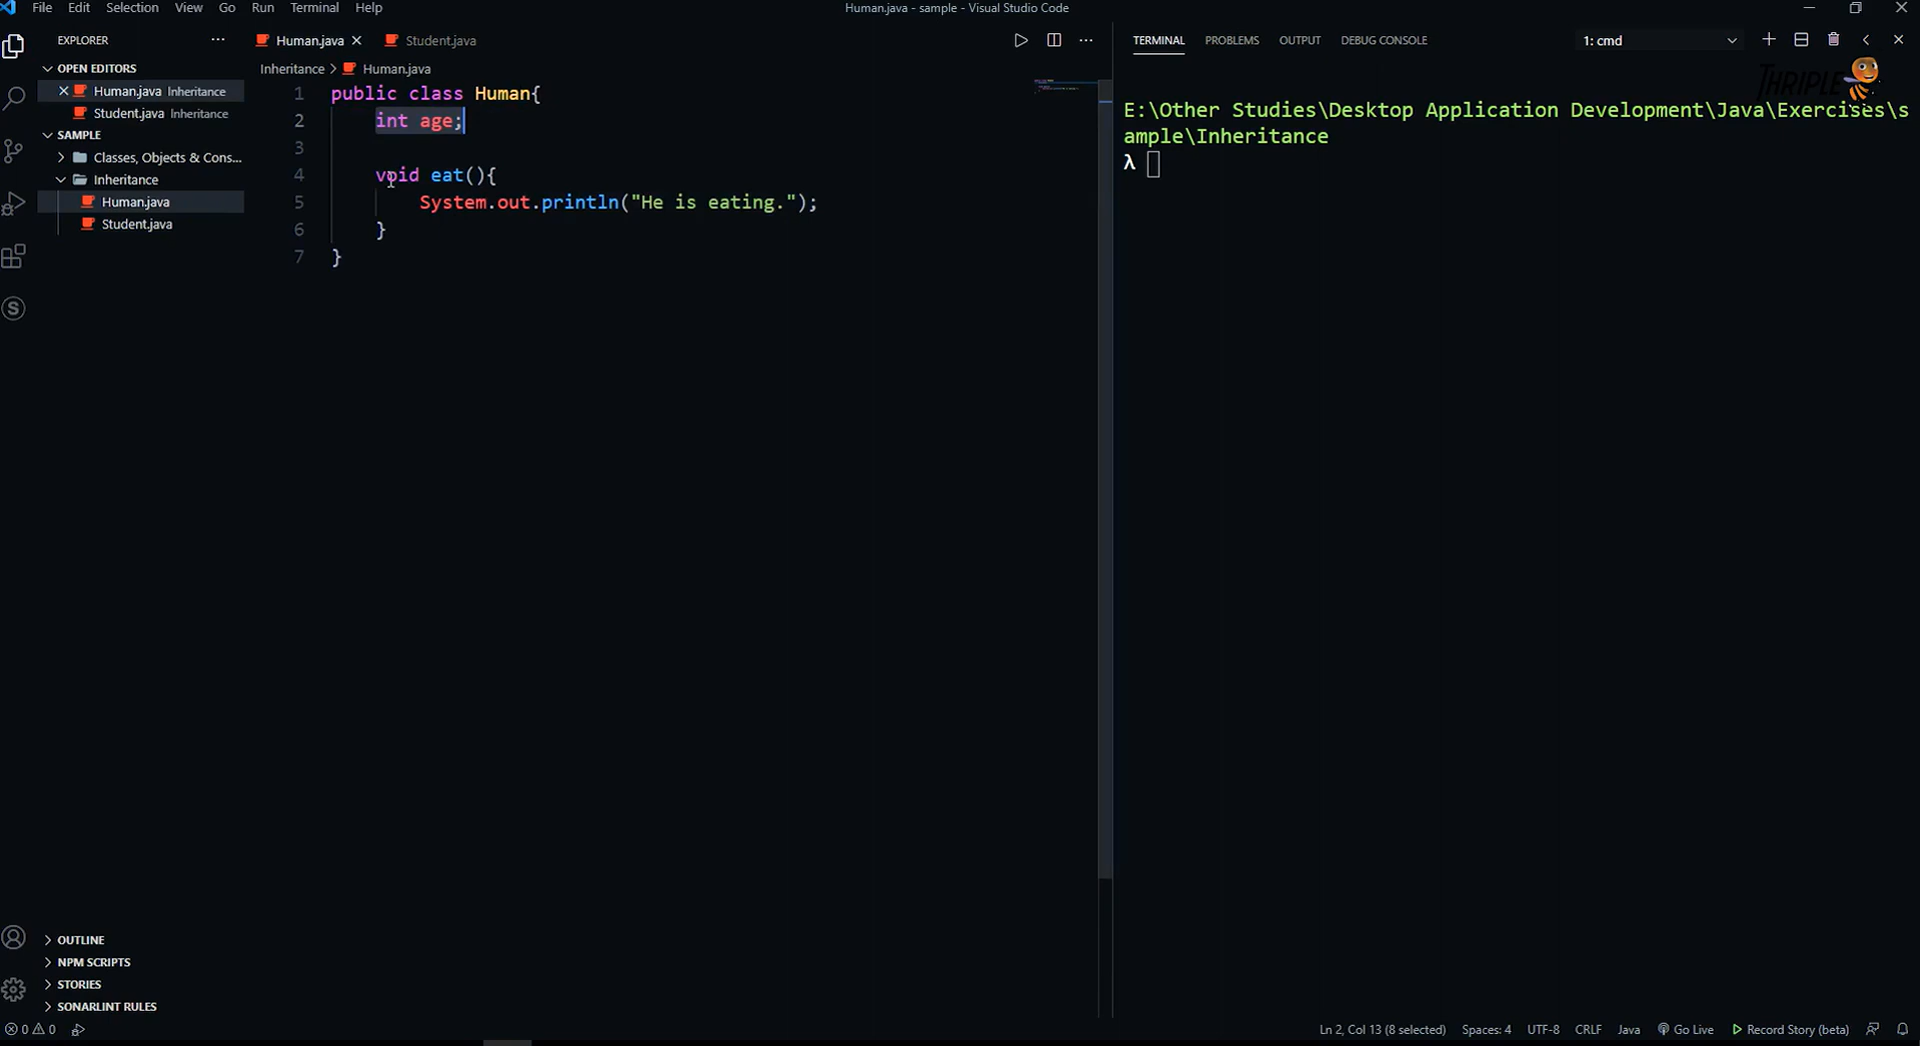 File Edit Selection View Go Run Terminal Help
Human.java - sample - Visual Studio Code
EXPLORER
OPEN EDITORS
Human.java Inheritance
Student.java Inheritance
SAMPLE
Classes, Objects & Cons...
Inheritance
Human.java
Student.java
OUTLINE
NPM SCRIPTS
STORIES
SONARLINT RULES
Human.java
Student.java
Inheritance > Human.java
1 public class Human{
2 int age;
3
4 void eat(){
5 System.out.println("He is eating.");
6 }
7 }
TERMINAL PROBLEMS OUTPUT DEBUG CONSOLE
1: cmd
THRIPLE
E:\Other Studies\Desktop Application Development\Java\Exercises\s
ample\Inheritance
λ
0 0
Ln 2, Col 13 (8 selected) Spaces: 4 UTF-8 CRLF Java Go Live Record Story (beta)